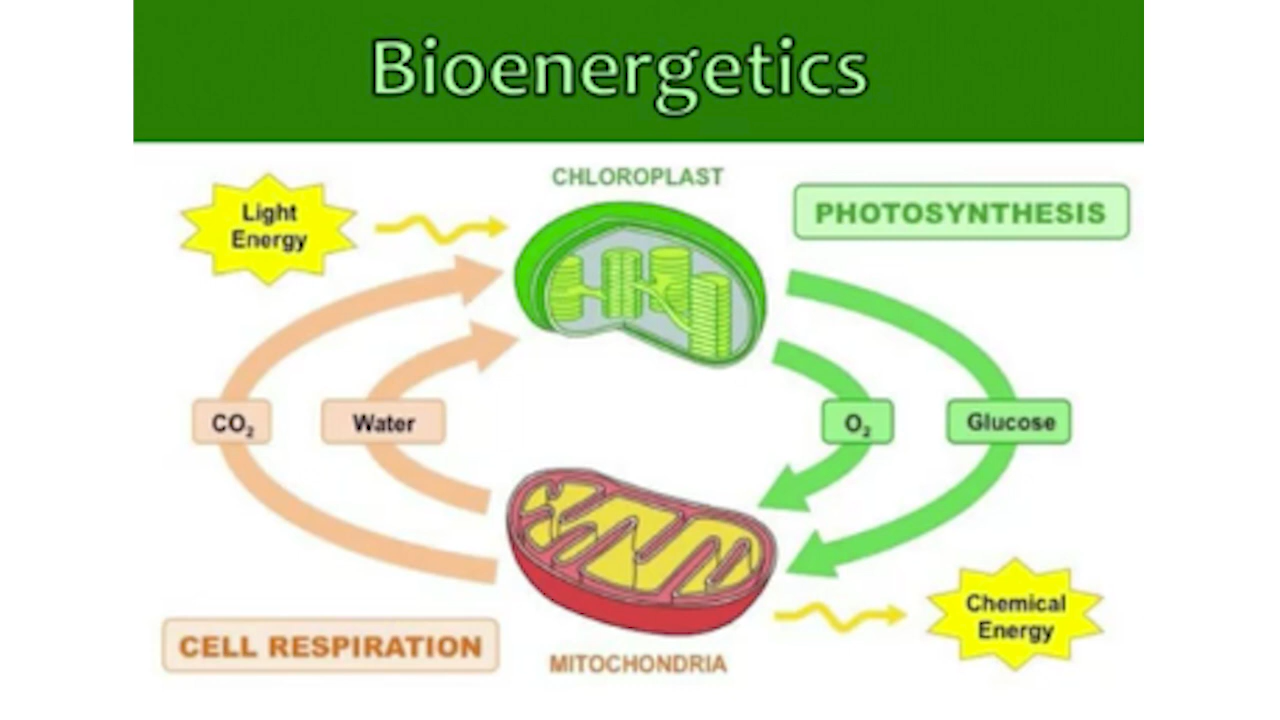 Bioenergetics
CHLOROPLAST
Light
Energy
PHOTOSYNTHESIS
CO₂
Water
O₂
Glucose
Chemical
Energy
CELL RESPIRATION
MITOCHONDRIA